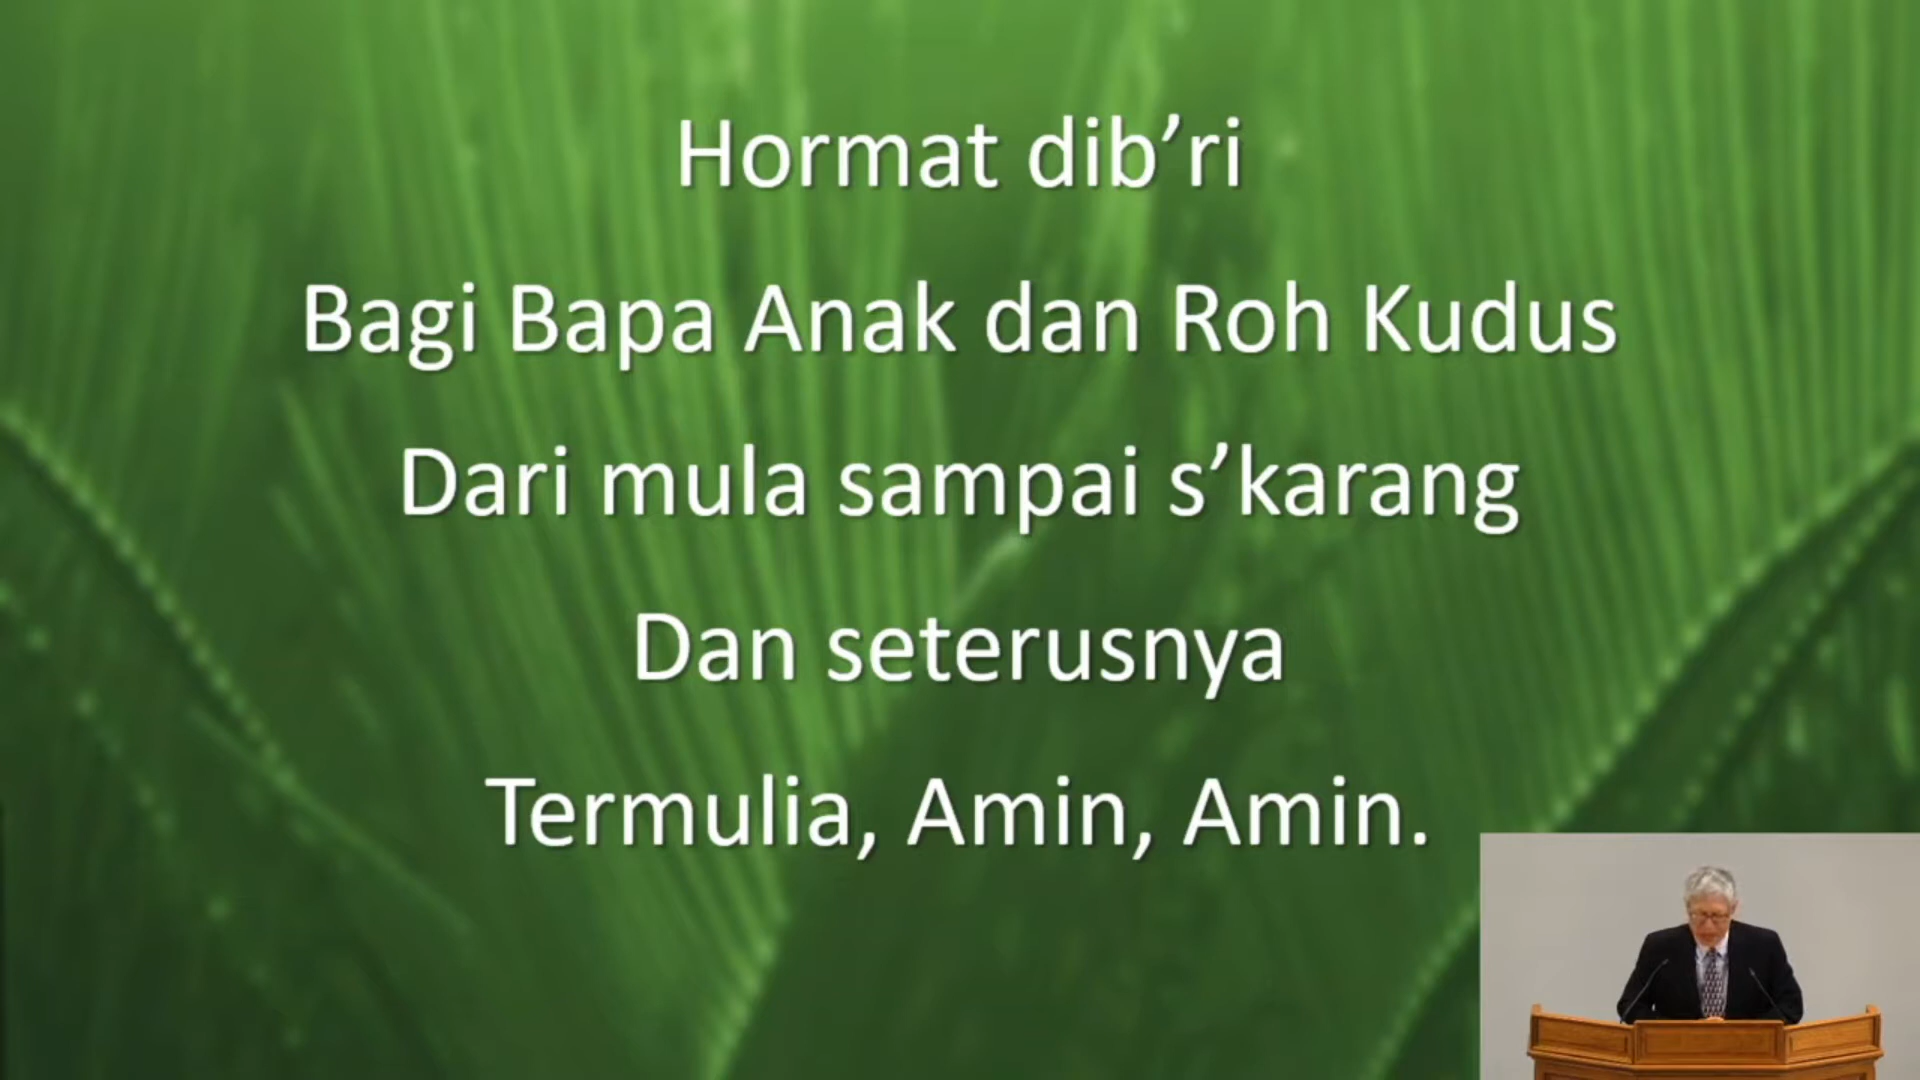 Hormat dib’ri
Bagi Bapa Anak dan Roh Kudus
Dari mula sampai s’karang
Dan seterusnya
Termulia, Amin, Amin.